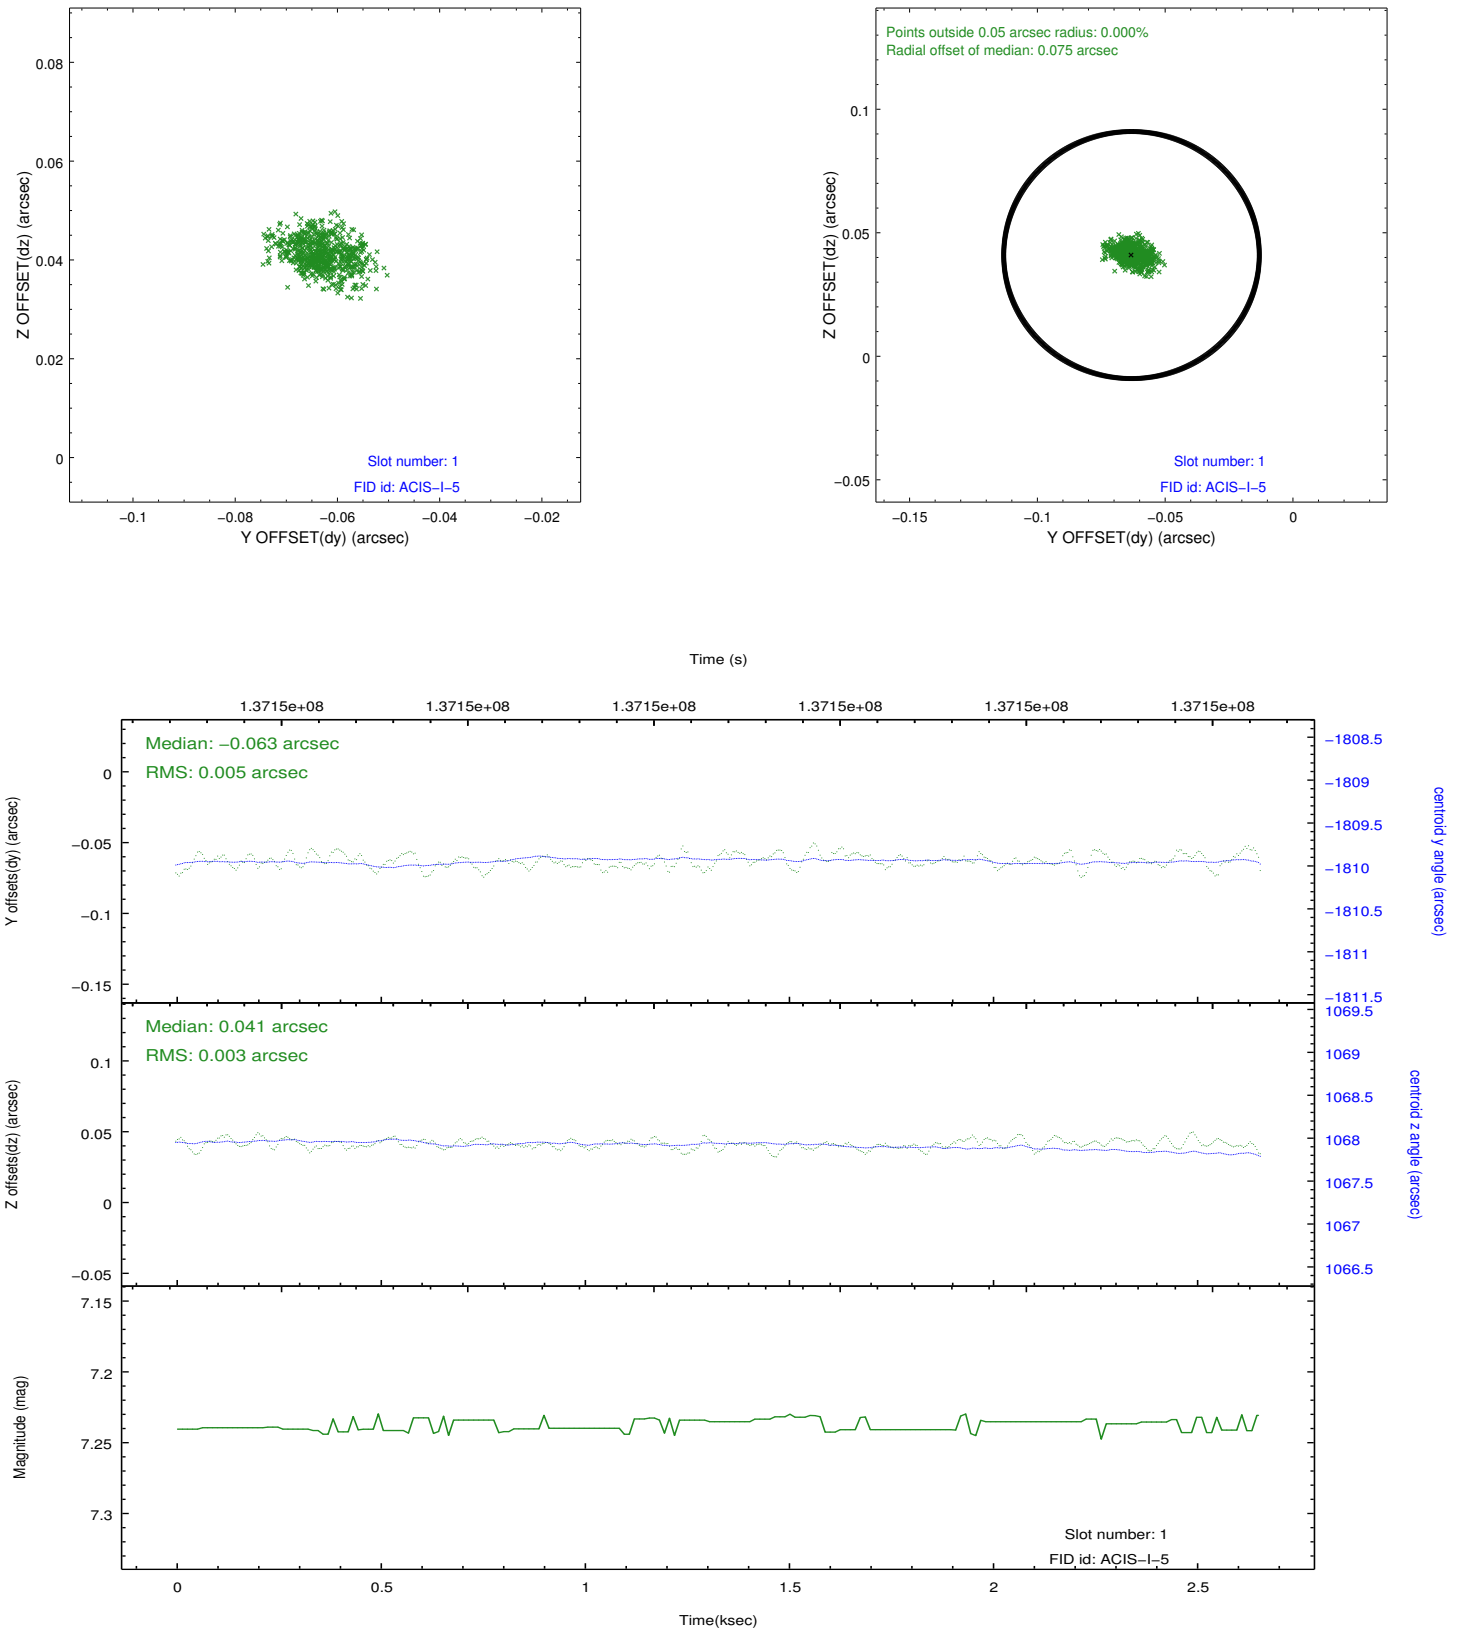 0.08
0.06
0.04
0.02
0
Z OFFSET(dz) (arcsec)
Slot number: 1
FID id: ACIS−I−5
−0.1
−0.08
−0.06
−0.04
−0.02
Y OFFSET(dy) (arcsec)
Points outside 0.05 arcsec radius: 0.000%
Radial offset of median: 0.075 arcsec
0.1
0.05
0
−0.05
Z OFFSET(dz) (arcsec)
Slot number: 1
FID id: ACIS−I−5
−0.15
−0.1
−0.05
0
Y OFFSET(dy) (arcsec)
Time (s)
1.3715e+08
1.3715e+08
1.3715e+08
1.3715e+08
1.3715e+08
1.3715e+08
Median: −0.063 arcsec
RMS: 0.005 arcsec
0
−0.05
−0.1
−0.15
Y offsets(dy) (arcsec)
−1808.5
−1809
−1809.5
−1810
−1810.5
−1811
−1811.5
centroid y angle (arcsec)
Median: 0.041 arcsec
RMS: 0.003 arcsec
0.1
0.05
0
−0.05
Z offsets(dz) (arcsec)
1069.5
1069
1068.5
1068
1067.5
1067
1066.5
centroid z angle (arcsec)
7.15
7.2
7.25
7.3
Magnitude (mag)
Slot number: 1
FID id: ACIS−I−5
0
0.5
1
1.5
2
2.5
Time(ksec)